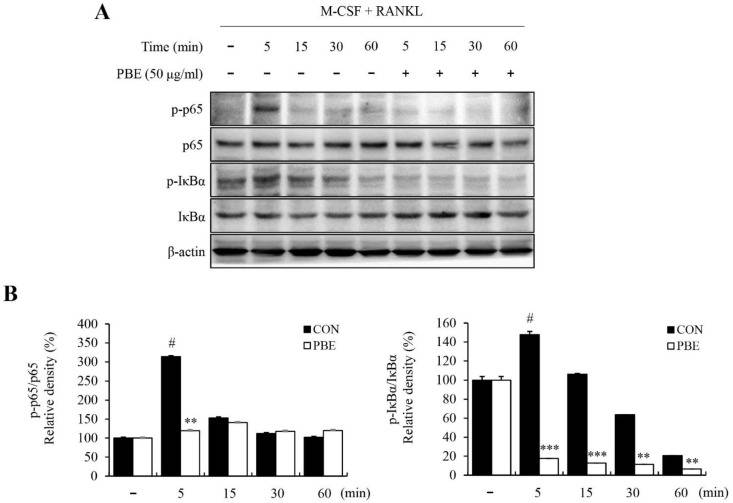 A
M-CSF + RANKL
Time (min) − 5 15 30 60 5 15 30 60
PBE (50 µg/ml) − − − − − + + + +
p-p65
p65
p-IκBα
IκBα
β-actin
B
p-p65/p65
Relative density (%)
400
350
300
250
200
150
100
50
0
#
**
CON
PBE
− 5 15 30 60 (min)
p-IκBα/IκBα
Relative density (%)
160
140
120
100
80
60
40
20
0
#
***
***
**
**
CON
PBE
− 5 15 30 60 (min)